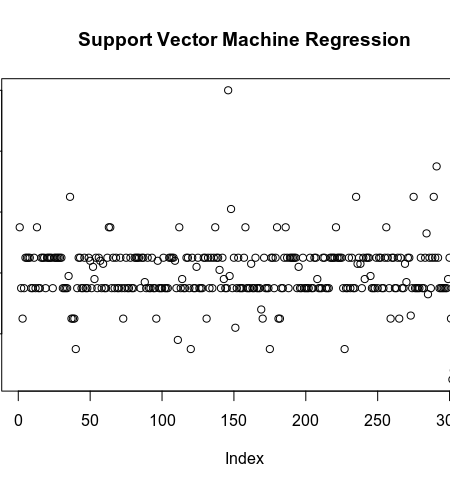 Support Vector Machine Regression
0 50 100 150 200 250 30
Index